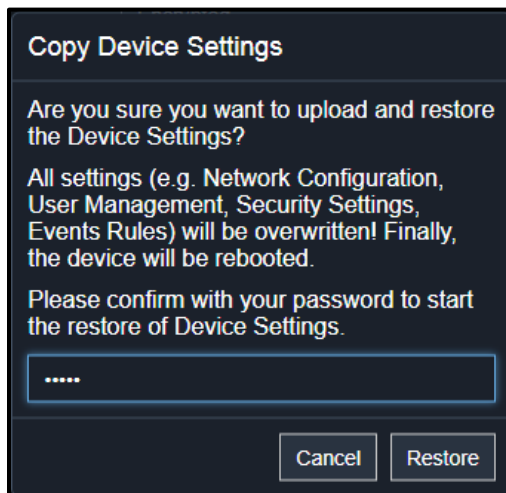 Copy Device Settings
Are you sure you want to upload and restore
the Device Settings?
All settings (e.g. Network Configuration,
User Management, Security Settings,
Events Rules) will be overwritten! Finally,
the device will be rebooted.
Please confirm with your password to start
the restore of Device Settings.
•••••
Cancel Restore